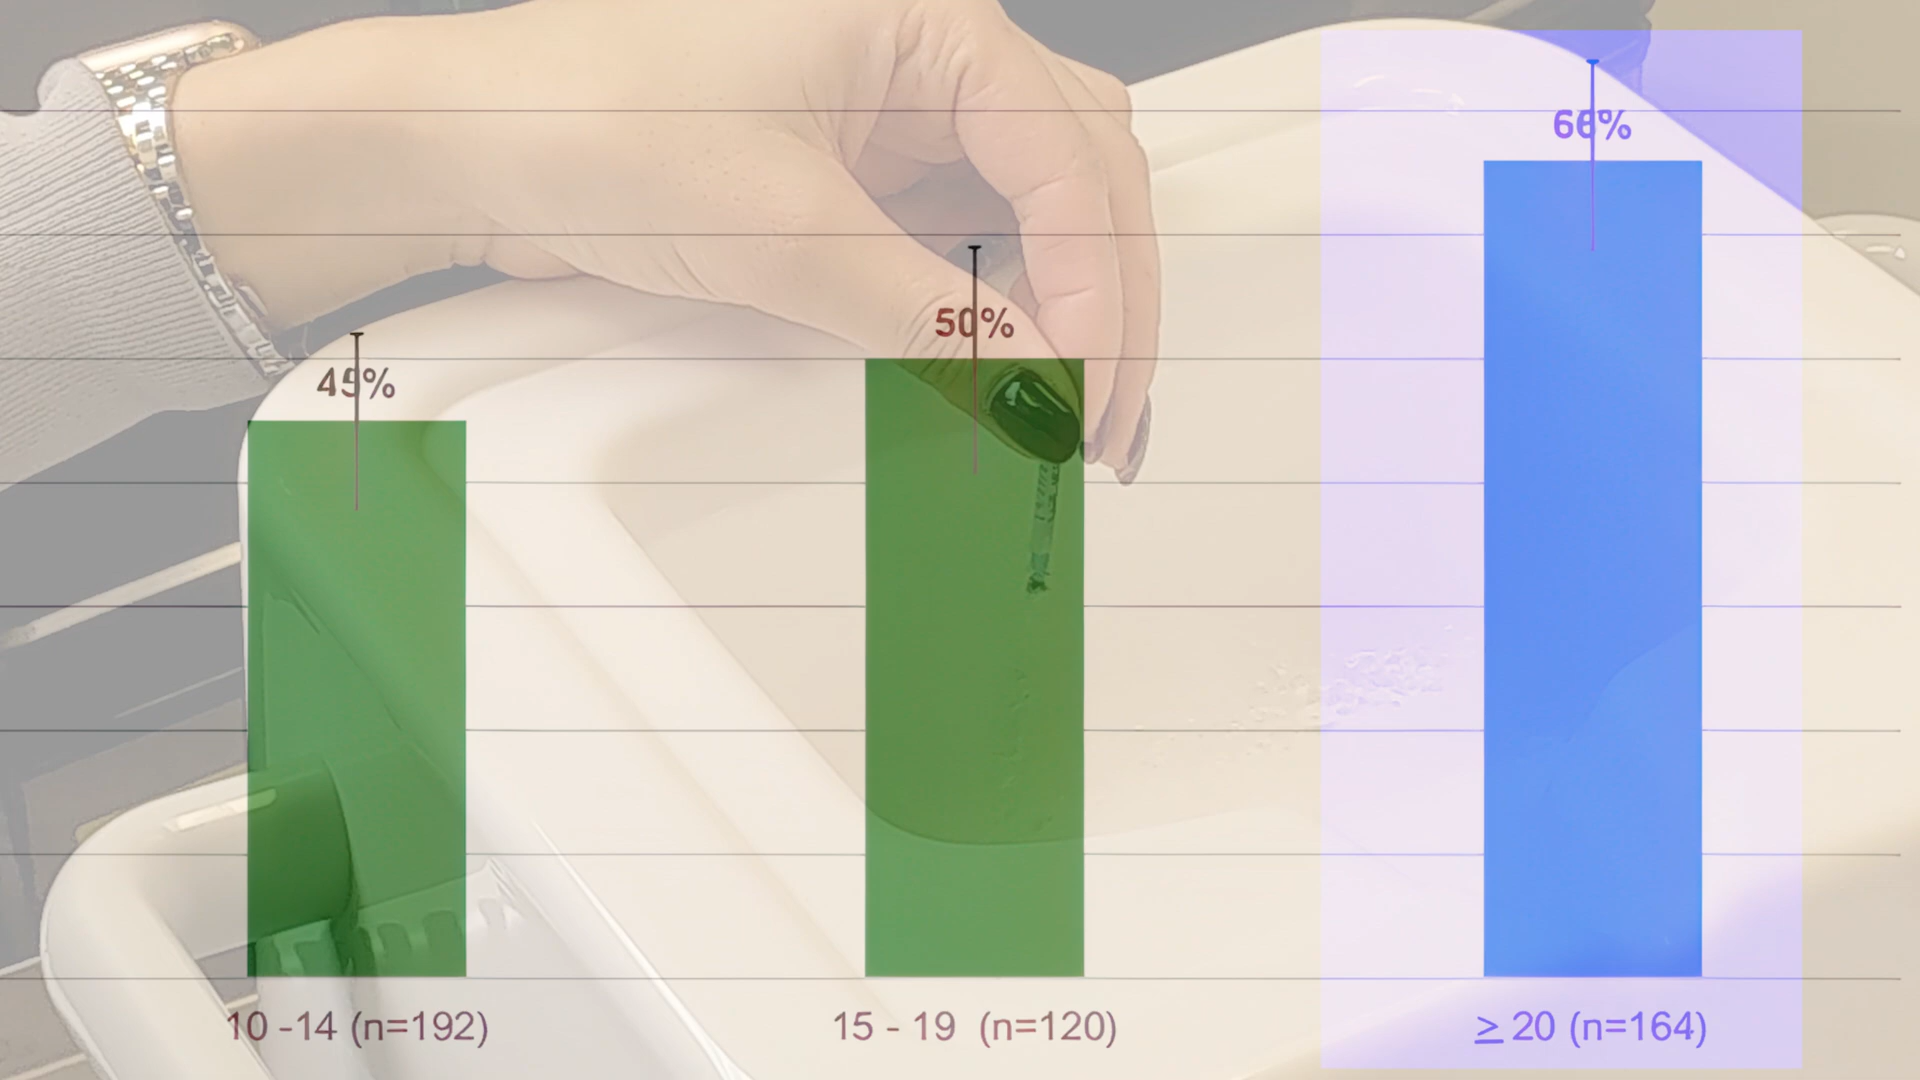 45%
50%
66%
10 -14 (n=192)
15 - 19 (n=120)
≥ 20 (n=164)